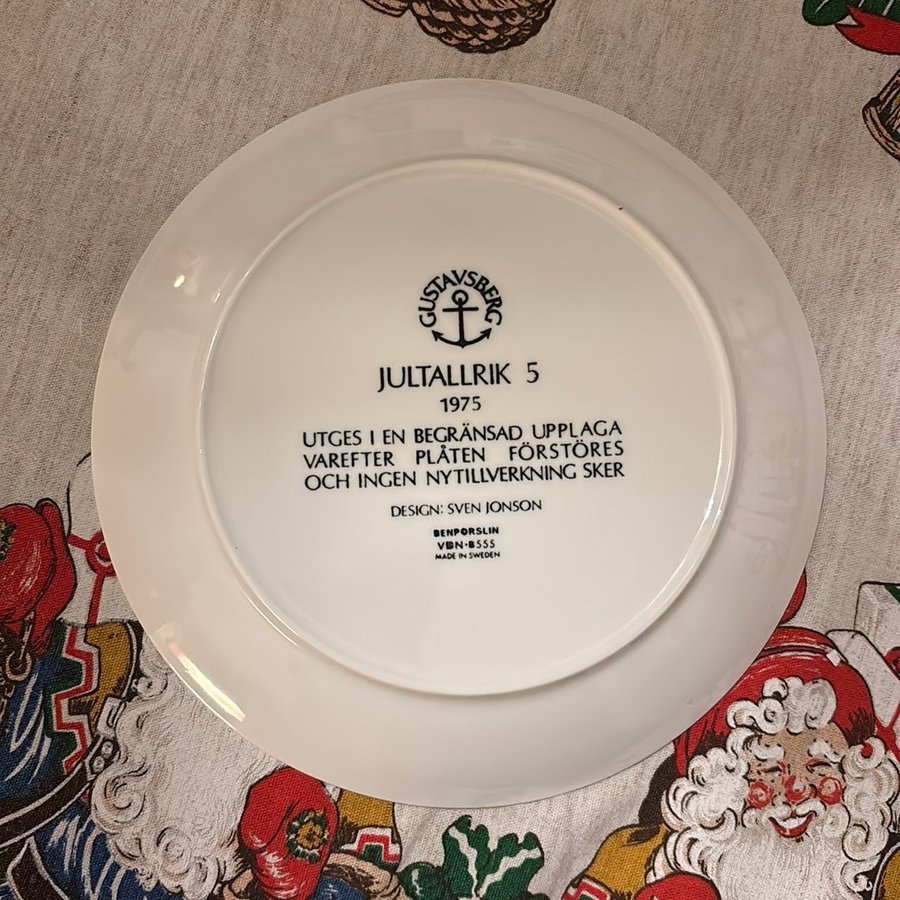 GUSTAVSBERG
JULTALLRIK 5
1975
UTGES I EN BEGRÄNSAD UPPLAGA
VAREFTER PLÅTEN FÖRSTÖRES
OCH INGEN NYTILLVERKNING SKER
DESIGN: SVEN JONSON
BENPORSLIN
VBN-B555
MADE IN SWEDEN